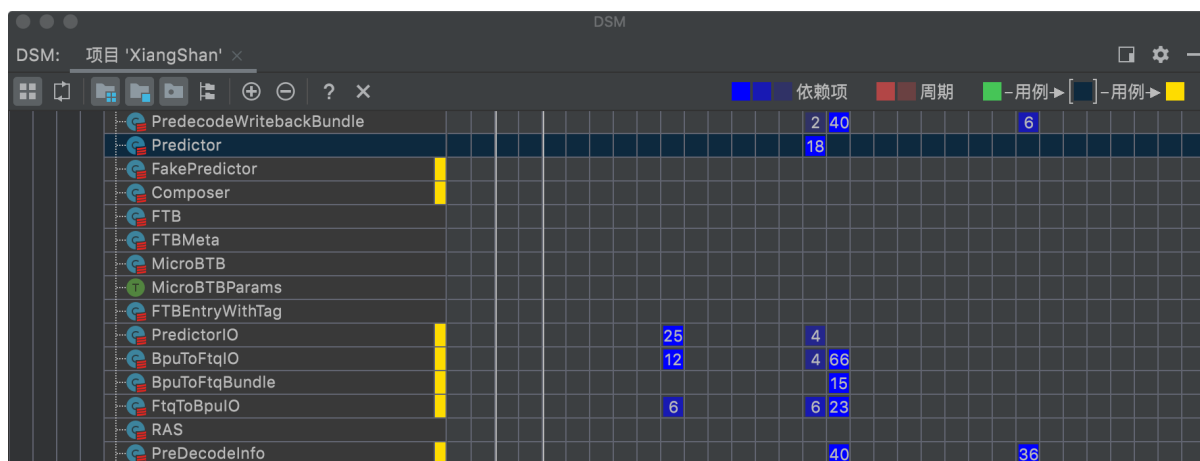 DSM
DSM: 项目 'XiangShan' ×
? × 依赖项 周期 -用例→[ ]-用例→
PredecodeWritebackBundle 2 40 6
Predictor 18
FakePredictor
Composer
FTB
FTBMeta
MicroBTB
T MicroBTBParams
FTBEntryWithTag
PredictorIO 25 4
BpuToFtqIO 12 4 66
BpuToFtqBundle 15
FtqToBpuIO 6 6 23
RAS
PreDecodeInfo 40 36